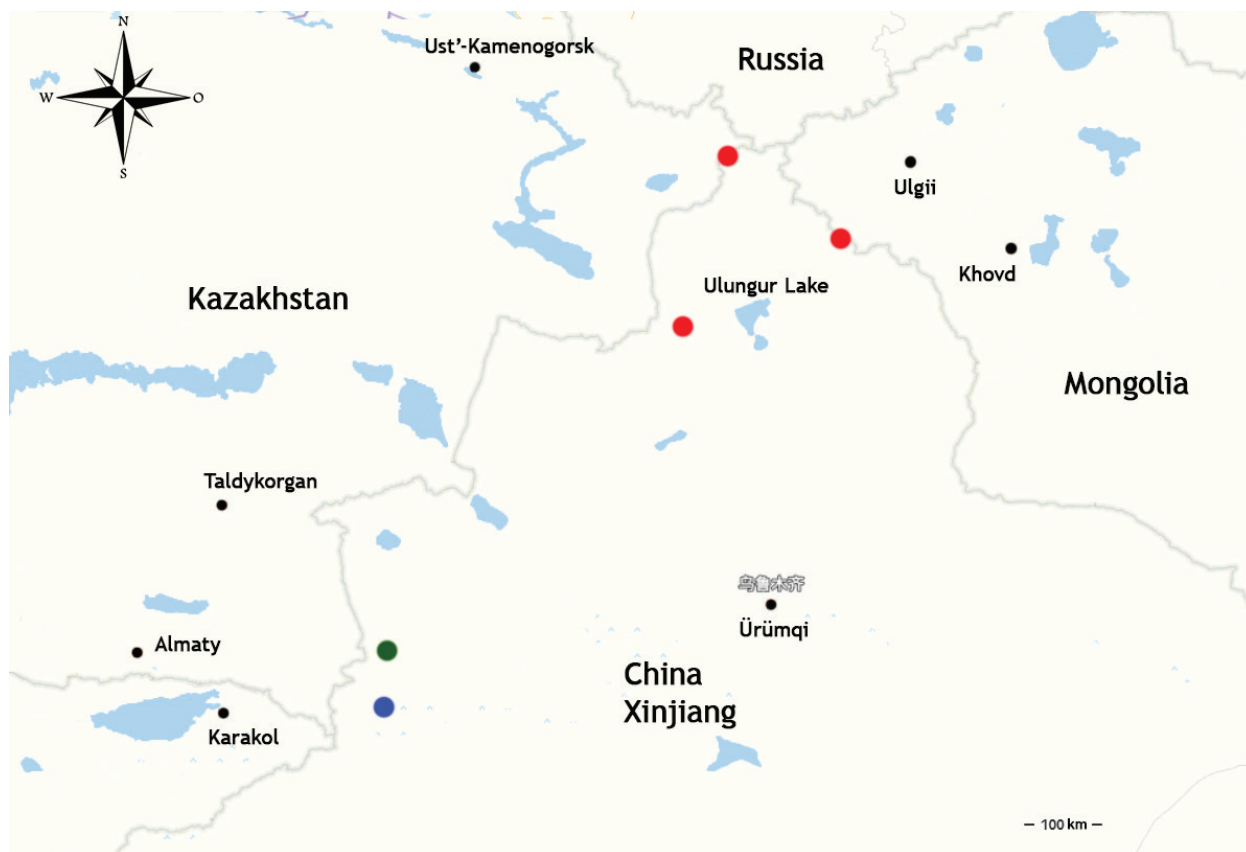 N
Ust'-Kamenogorsk
Russia
W
O
S
Ulgii
Khovd
Ulungur Lake
Kazakhstan
Mongolia
Taldykorgan
乌鲁木齐
Ürümqi
Almaty
China
Xinjiang
Karakol
100 km